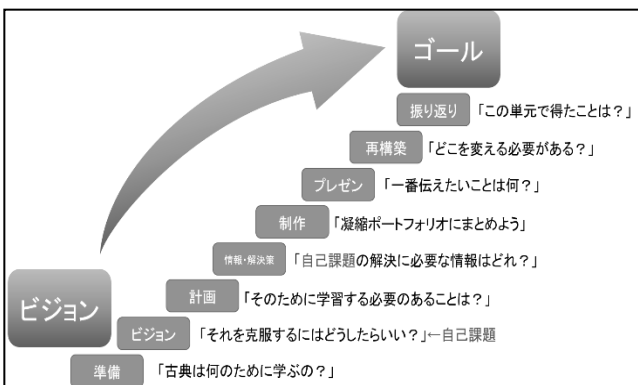 ゴール
振り返り 「この単元で得たことは？」
再構築 「どこを変える必要がある？」
プレゼン 「一番伝えたいことは何？」
制作 「凝縮ポートフォリオにまとめよう」
情報・解決策 「自己課題の解決に必要な情報はどれ？」
計画 「そのために学習する必要のあることは？」
ビジョン
ビジョン 「それを克服するにはどうしたらいい？」←自己課題
準備 「古典は何のために学ぶの？」